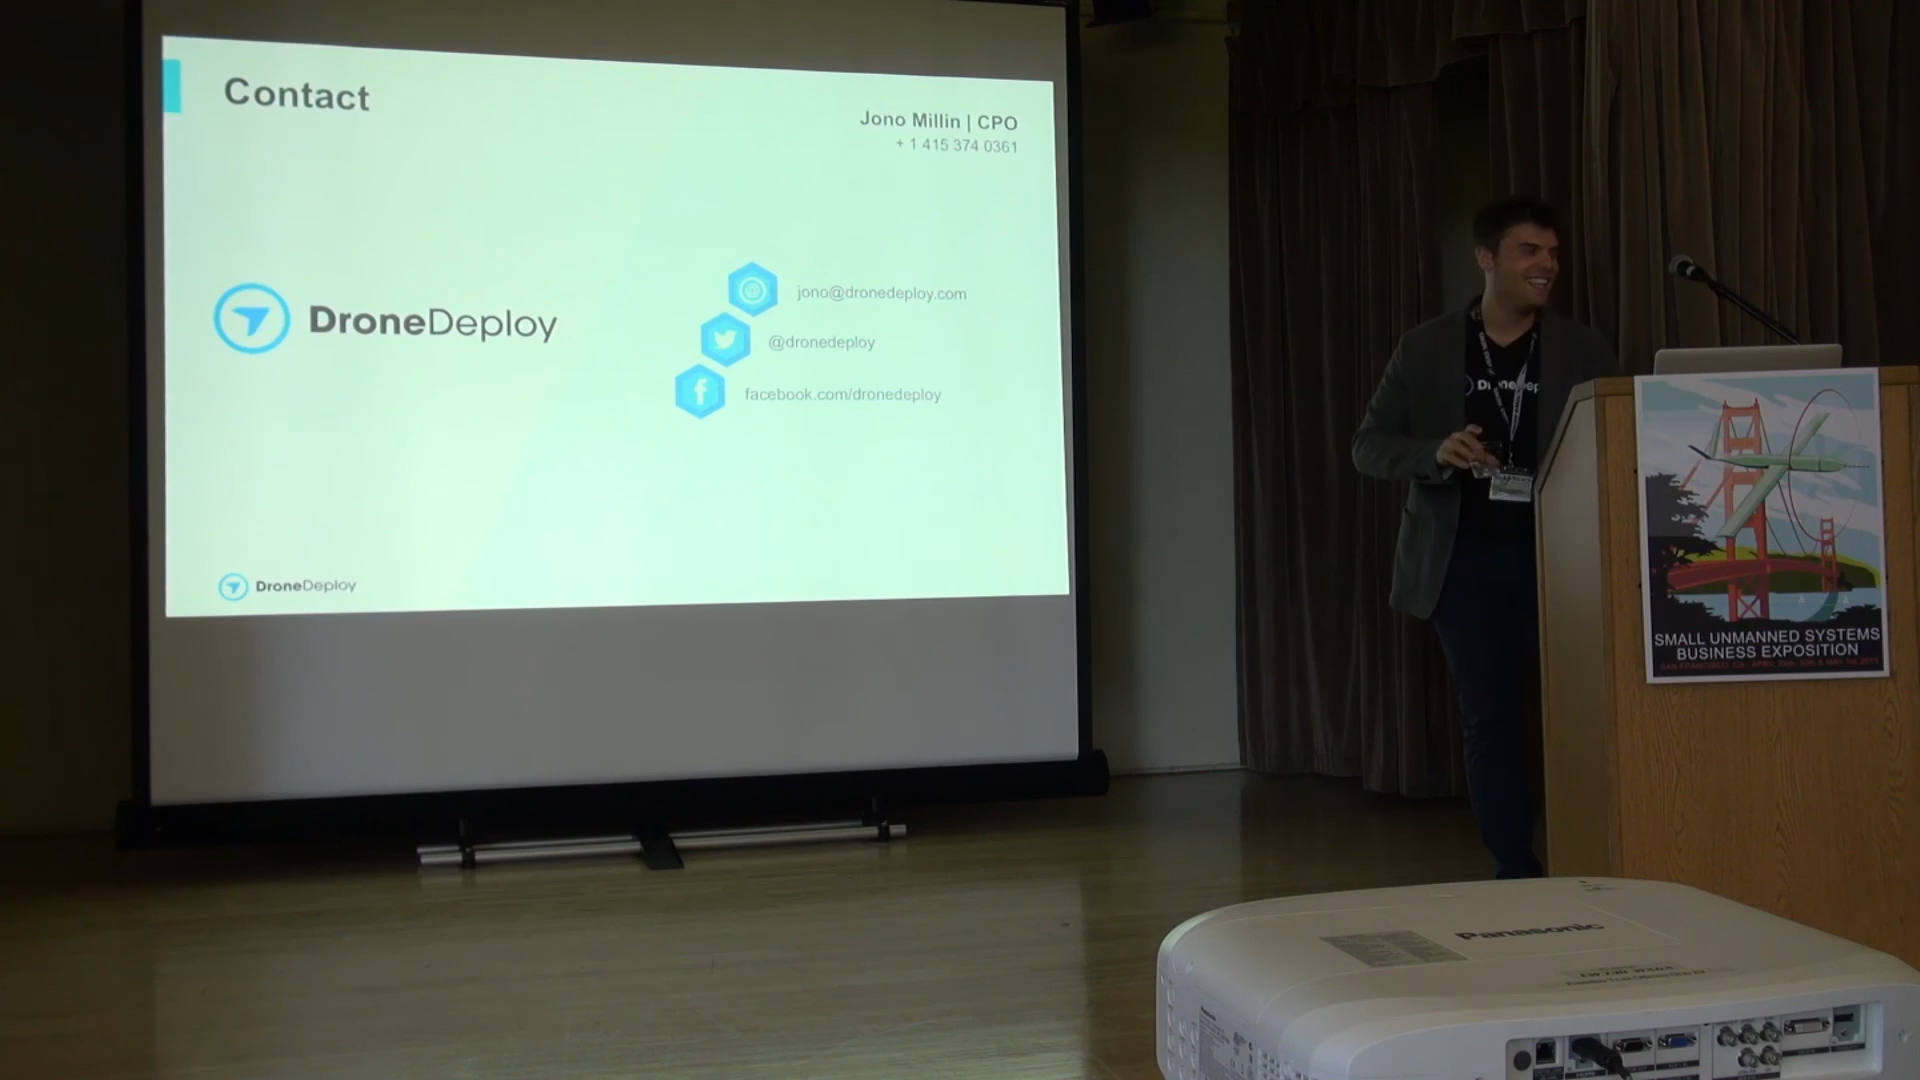 Contact
Jono Millin | CPO
+ 1 415 374 0361
DroneDeploy
jono@dronedeploy.com
@dronedeploy
facebook.com/dronedeploy
DroneDeploy
SMALL UNMANNED SYSTEMS
BUSINESS EXPOSITION
Panasonic